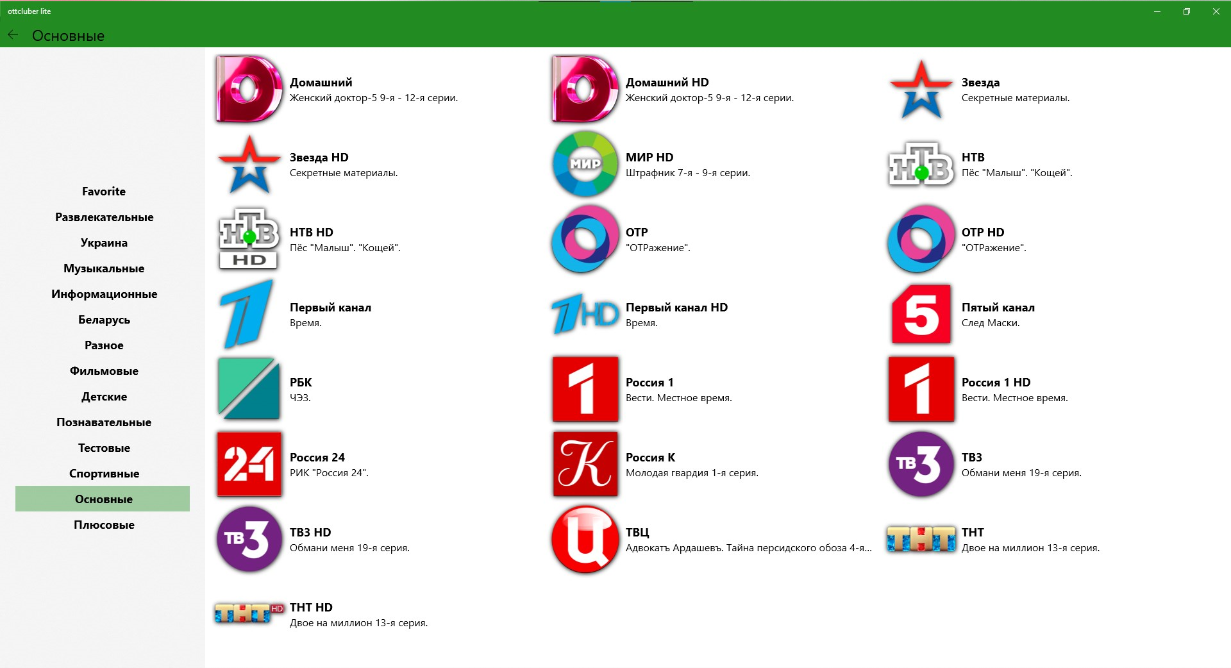 ottcluber lite
Основные
Favorite
Развлекательные
Украина
Музыкальные
Информационные
Беларусь
Разное
Фильмовые
Детские
Познавательные
Тестовые
Спортивные
Основные
Плюсовые
Домашний
Женский доктор-5 9-я - 12-я серии.
Домашний HD
Женский доктор-5 9-я - 12-я серии.
Звезда
Секретные материалы.
Звезда HD
Секретные материалы.
МИР
МИР HD
Штрафник 7-я - 9-я серии.
НТВ
НТВ
Пёс "Малыш". "Кощей".
НТВ
HD
НТВ HD
Пёс "Малыш". "Кощей".
ОТР
"ОТРажение".
ОТР HD
"ОТРажение".
1
Первый канал
Время.
1HD
Первый канал HD
Время.
5
Пятый канал
След Маски.
РБК
ЧЭЗ.
1
Россия 1
Вести. Местное время.
1
Россия 1 HD
Вести. Местное время.
24
Россия 24
РИК "Россия 24".
К
Россия К
Молодая гвардия 1-я серия.
ТВ3
ТВ3
Обмани меня 19-я серия.
ТВ3
ТВ3 HD
Обмани меня 19-я серия.
Ц
ТВЦ
Адвокатъ Ардашевъ. Тайна персидского обоза 4-я...
ТНТ
ТНТ
Двое на миллион 13-я серия.
ТНТ HD
ТНТ HD
Двое на миллион 13-я серия.